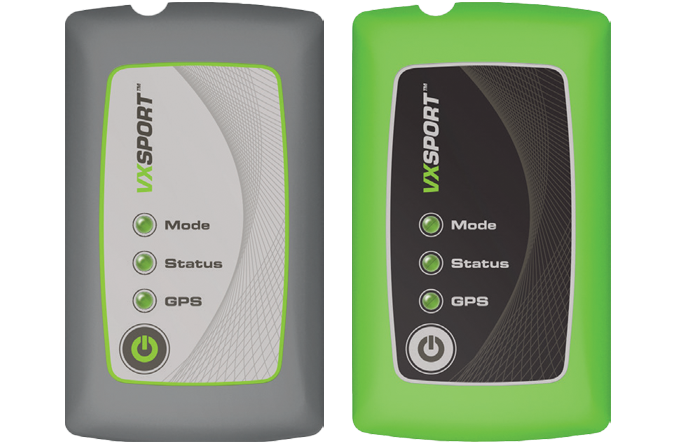 VXSPORT™
Mode
Status
GPS
VXSPORT™
Mode
Status
GPS